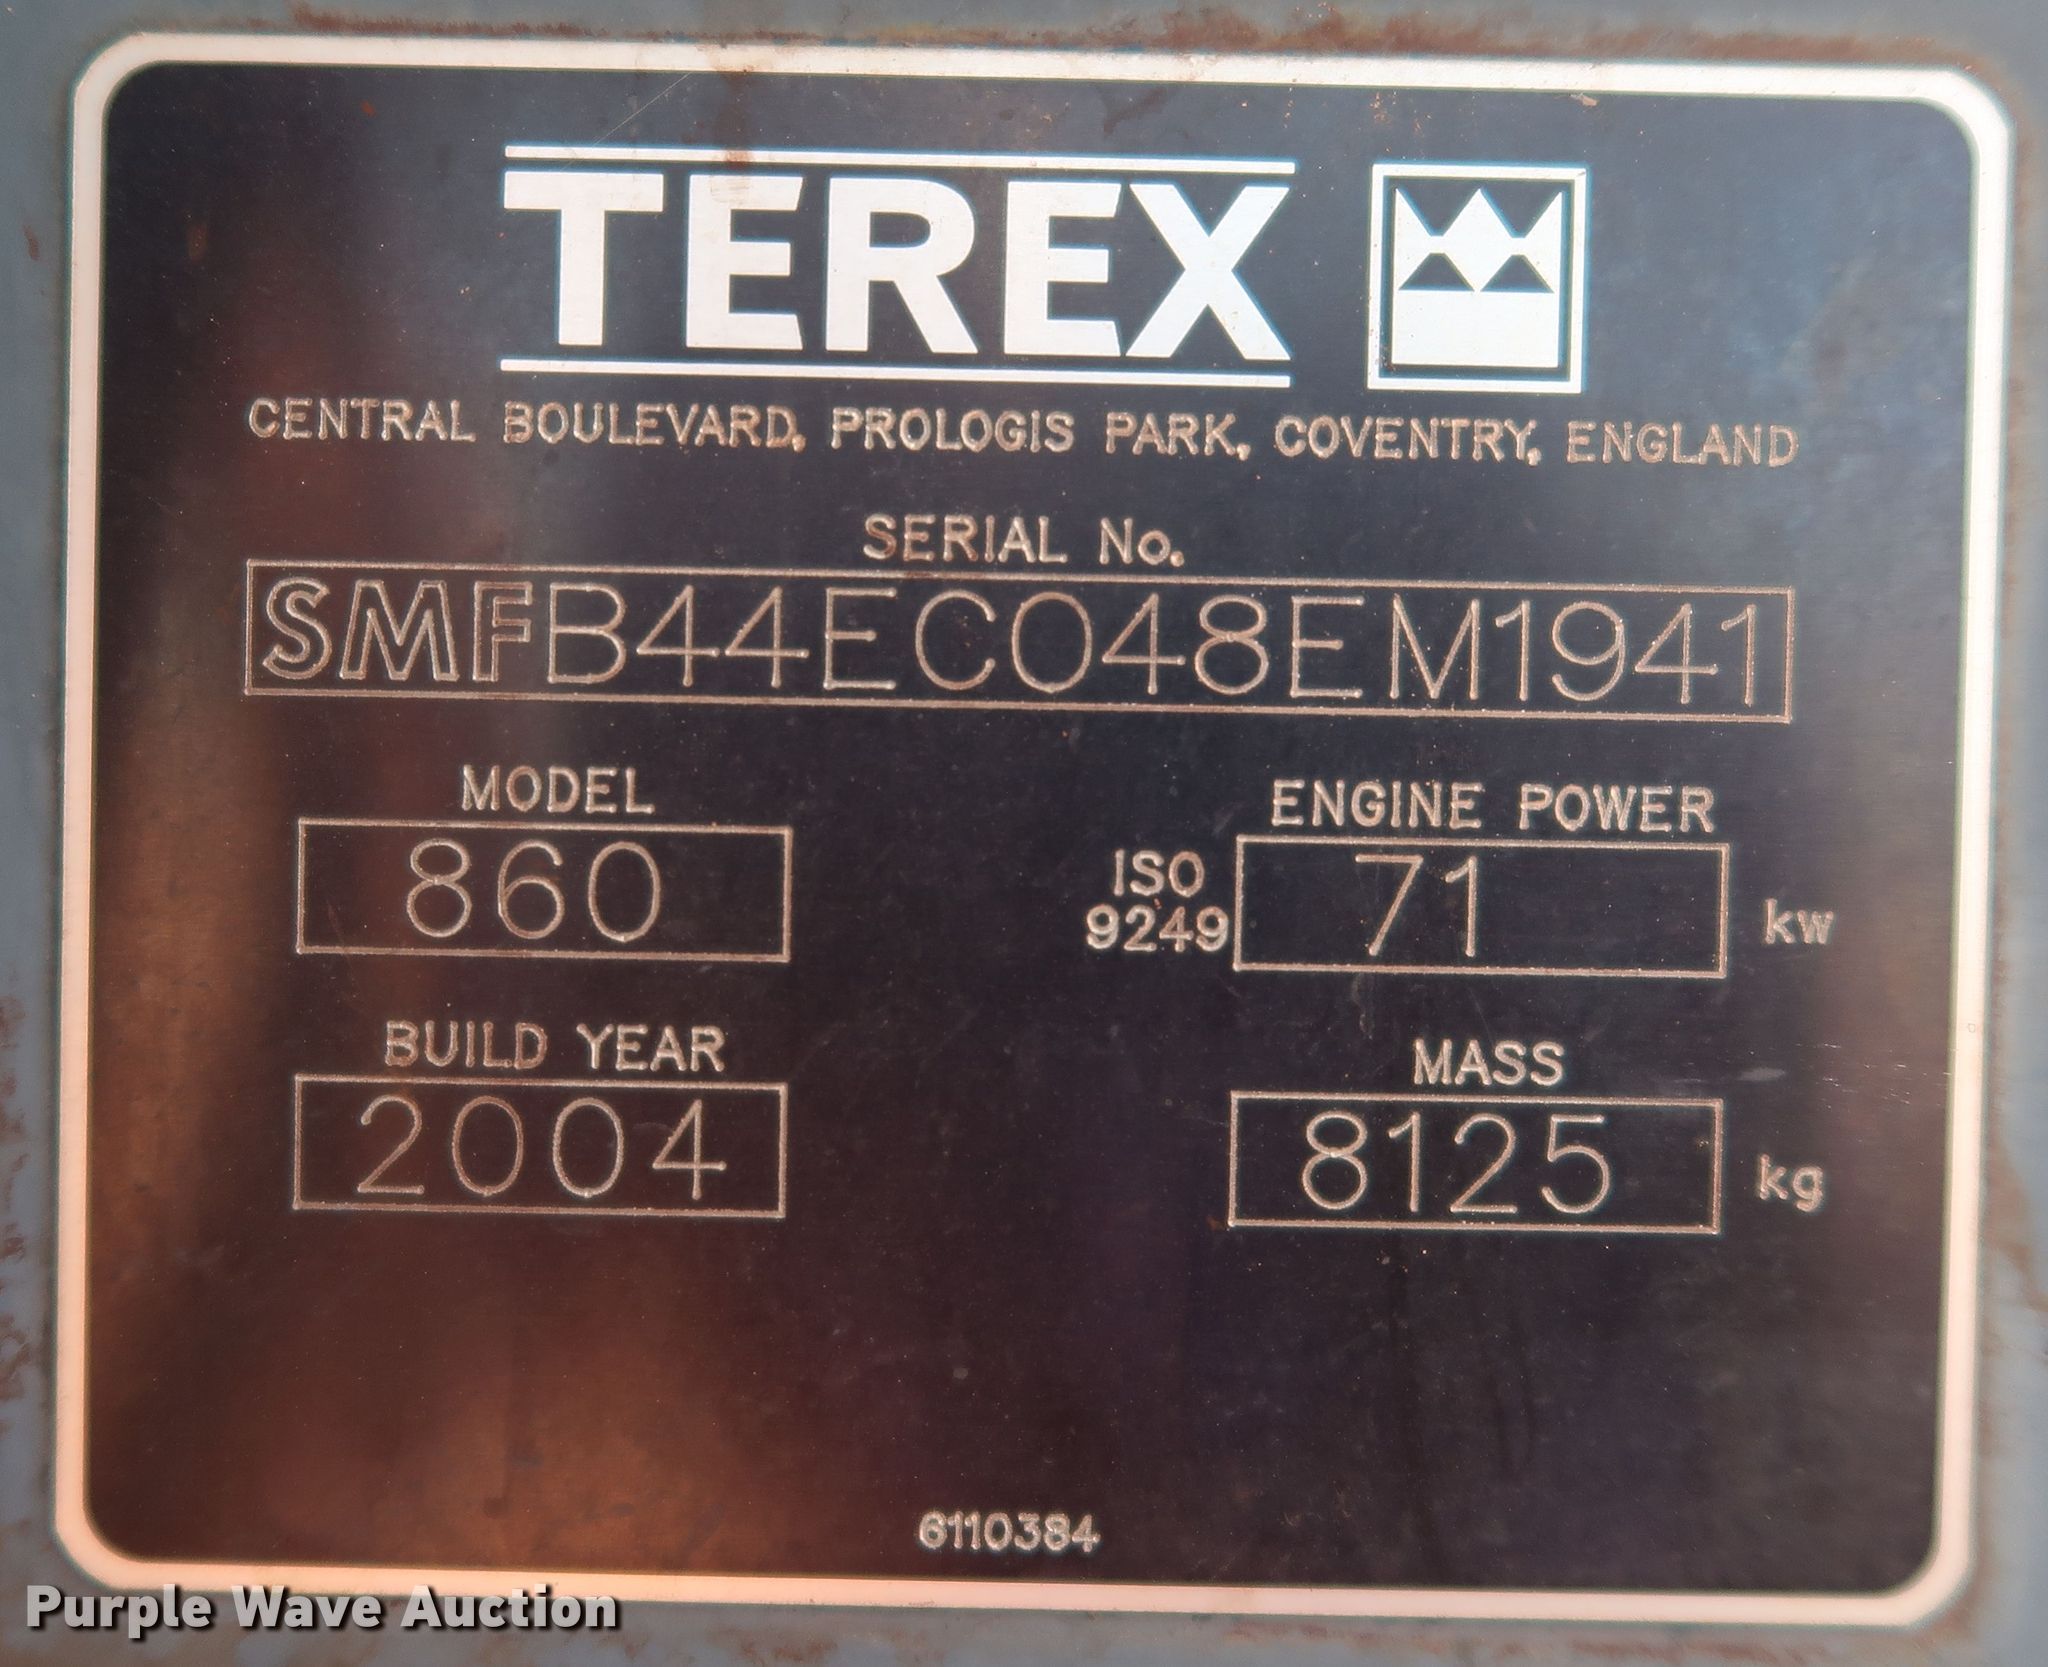 TEREX
CENTRAL BOULEVARD, PROLOGIS PARK, COVENTRY, ENGLAND
SERIAL No.
SMFB44EC048EM1941
MODEL
860
ENGINE POWER
ISO
9249
71 kw
BUILD YEAR
2004
MASS
8125 kg
6110384
Purple Wave Auction